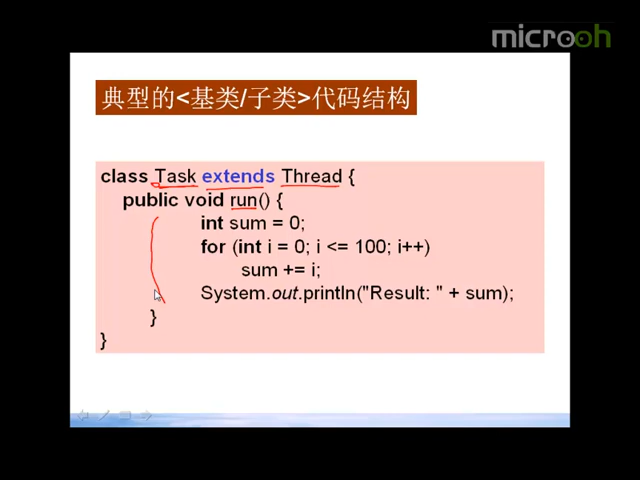 microoh
典型的<基类/子类>代码结构
class Task extends Thread {
public void run() {
int sum = 0;
for (int i = 0; i <= 100; i++)
sum += i;
System.out.println("Result: " + sum);
}
}